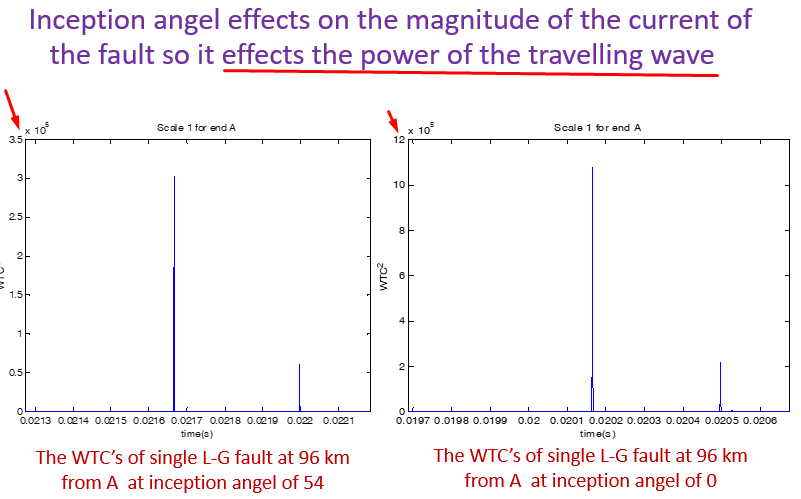 Inception angel effects on the magnitude of the current of
the fault so it effects the power of the travelling wave
x 10^5
Scale 1 for end A
3.5
3
2.5
2
1.5
1
0.5
0
0.0213 0.0214 0.0215 0.0216 0.0217 0.0218 0.0219 0.022 0.0221
time(s)
x 10^5
Scale 1 for end A
WTC^2
12
10
8
6
4
2
0
0.0197 0.0198 0.0199 0.02 0.0201 0.0202 0.0203 0.0204 0.0205 0.0206
time(s)
The WTC’s of single L-G fault at 96 km
from A at inception angel of 54
The WTC’s of single L-G fault at 96 km
from A at inception angel of 0